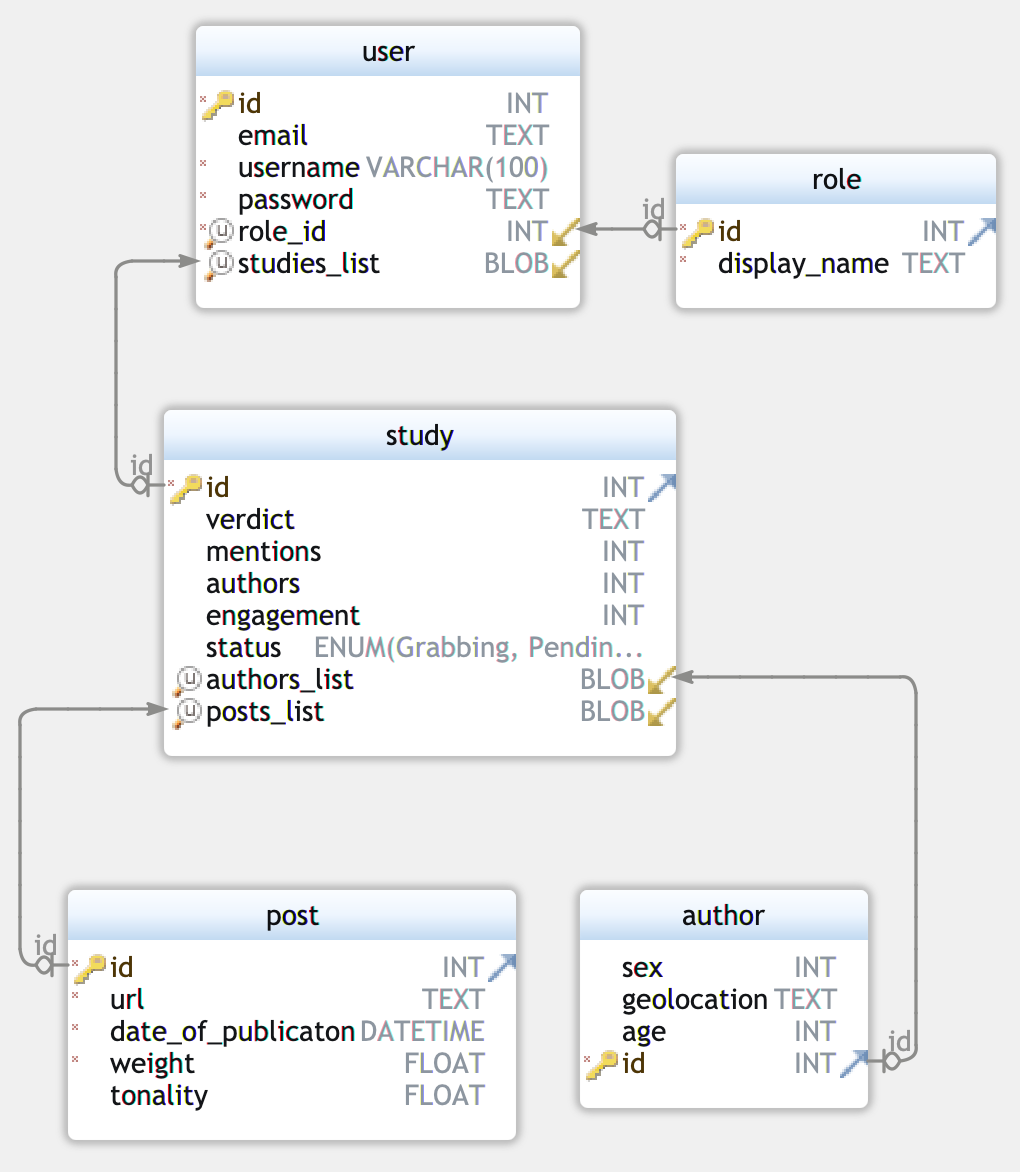 user
id INT
email TEXT
username VARCHAR(100)
password TEXT
u role_id INT
u studies_list BLOB
id
role
id INT
display_name TEXT
id
study
id INT
verdict TEXT
mentions INT
authors INT
engagement INT
status ENUM(Grabbing, Pendin...
u authors_list BLOB
u posts_list BLOB
id
post
id INT
url TEXT
date_of_publicaton DATETIME
weight FLOAT
tonality FLOAT
author
sex INT
geolocation TEXT
age INT
id INT
id